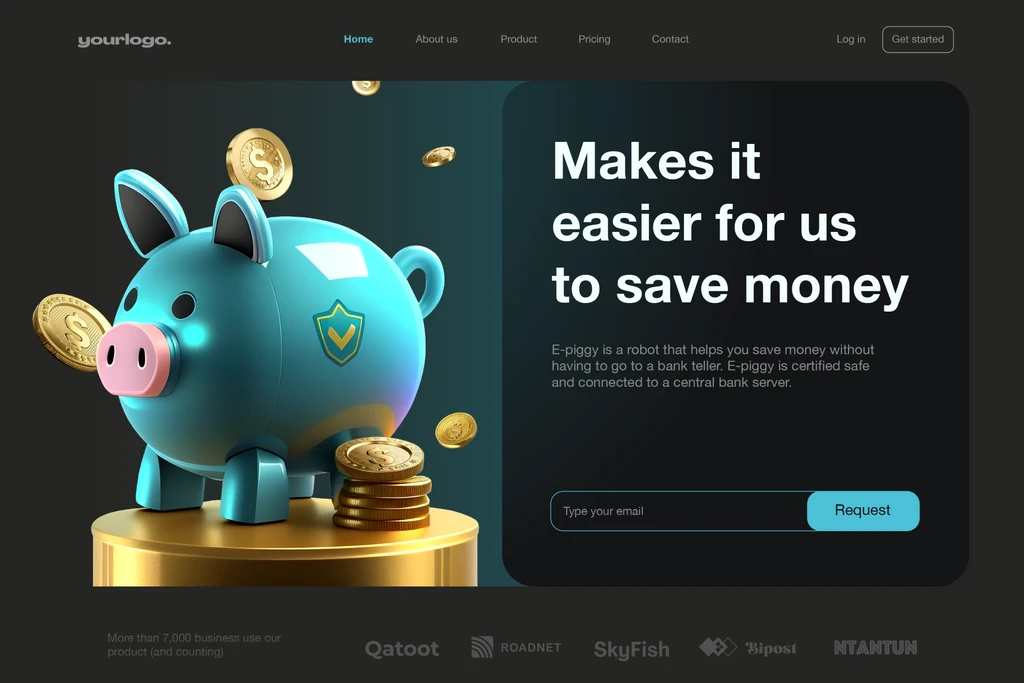 yourlogo.
Home
About us
Product
Pricing
Contact
Log in
Get started
Makes it
easier for us
to save money
E-piggy is a robot that helps you save money without
having to go to a bank teller. E-piggy is certified safe
and connected to a central bank server.
Type your email
Request
More than 7,000 business use our
product (and counting)
Qatoot
ROADNET
SkyFish
Bipost
NTANTUN